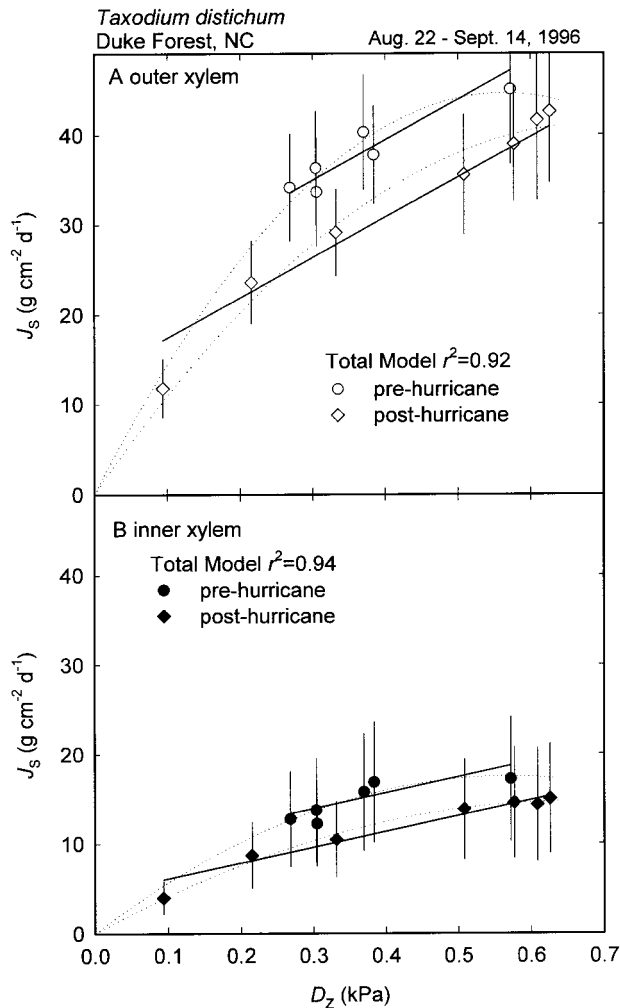 Taxodium distichum
Duke Forest, NC Aug. 22 - Sept. 14, 1996
A outer xylem
40
30
20
10
0
J_S (g cm⁻² d⁻¹)
Total Model r²=0.92
pre-hurricane
post-hurricane
B inner xylem
Total Model r²=0.94
pre-hurricane
post-hurricane
40
30
20
10
0
J_S (g cm⁻² d⁻¹)
0.0 0.1 0.2 0.3 0.4 0.5 0.6 0.7
D_Z (kPa)